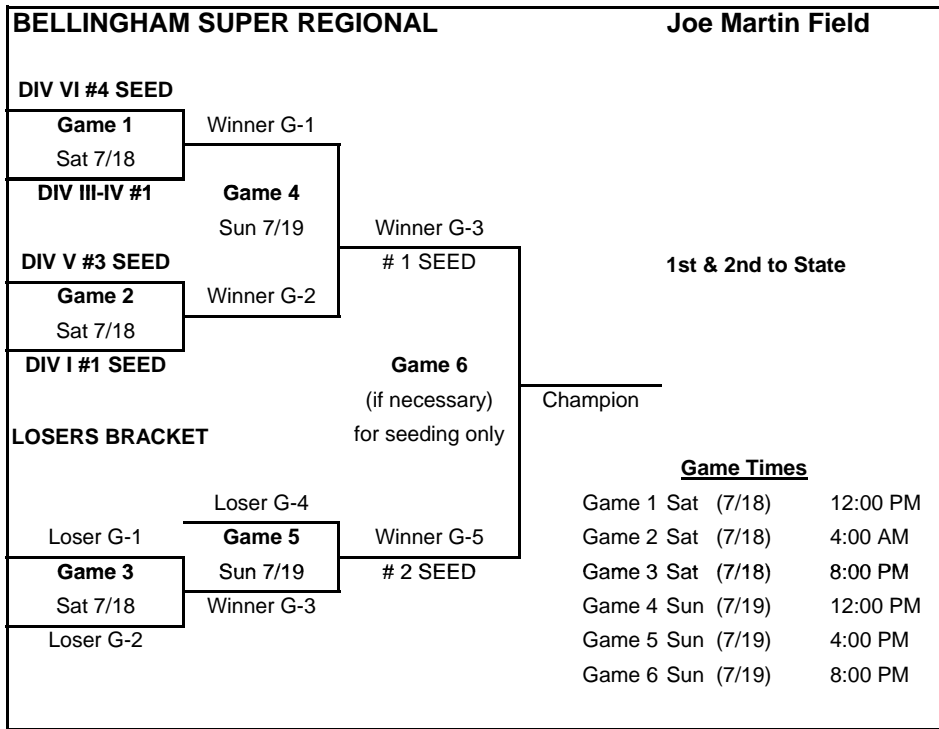 BELLINGHAM SUPER REGIONAL Joe Martin Field
DIV VI #4 SEED
Game 1 Winner G-1
Sat 7/18
DIV III-IV #1 Game 4
Sun 7/19 Winner G-3
DIV V #3 SEED # 1 SEED 1st & 2nd to State
Game 2 Winner G-2
Sat 7/18
DIV I #1 SEED Game 6
(if necessary) Champion
LOSERS BRACKET for seeding only
Game Times
Loser G-4 Game 1 Sat (7/18) 12:00 PM
Loser G-1 Game 5 Winner G-5 Game 2 Sat (7/18) 4:00 AM
Game 3 Sun 7/19 # 2 SEED Game 3 Sat (7/18) 8:00 PM
Sat 7/18 Winner G-3 Game 4 Sun (7/19) 12:00 PM
Loser G-2 Game 5 Sun (7/19) 4:00 PM
Game 6 Sun (7/19) 8:00 PM